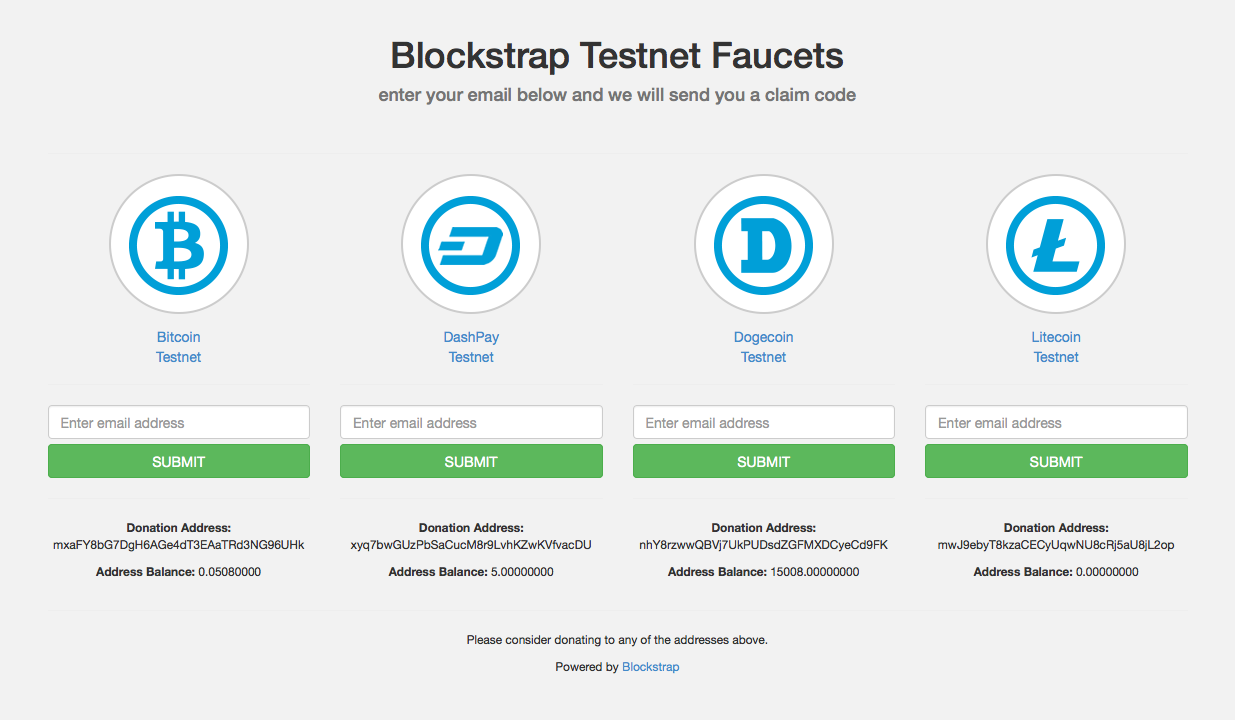 Blockstrap Testnet Faucets
enter your email below and we will send you a claim code
Bitcoin
Testnet
Enter email address
SUBMIT
Donation Address:
mxaFY8bG7DgH6AGe4dT3EAaTRd3NG96UHk
Address Balance: 0.05080000
DashPay
Testnet
Enter email address
SUBMIT
Donation Address:
xyq7bwGUzPbSaCucM8r9LvhKZwKVfvacDU
Address Balance: 5.00000000
Dogecoin
Testnet
Enter email address
SUBMIT
Donation Address:
nhY8rzwwQBVj7UkPUDsdZGFMXDCyeCd9FK
Address Balance: 15008.00000000
Litecoin
Testnet
Enter email address
SUBMIT
Donation Address:
mwJ9ebyT8kzaCECyUqwNU8cRj5aU8jL2op
Address Balance: 0.00000000
Please consider donating to any of the addresses above.
Powered by Blockstrap